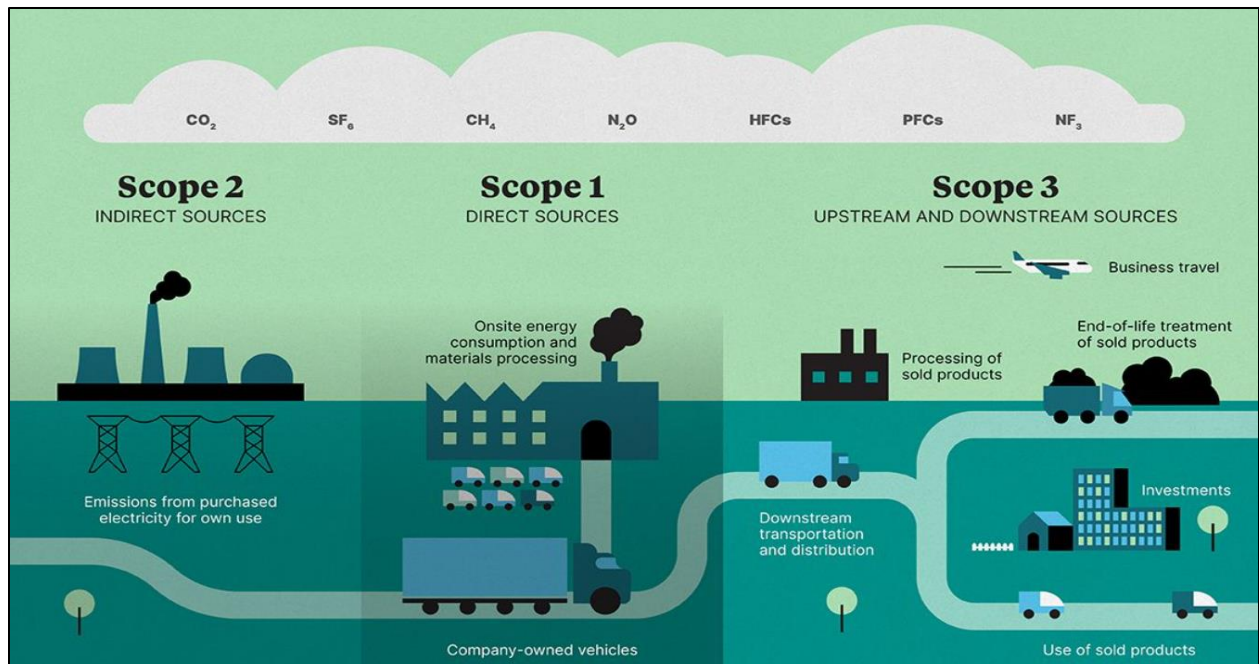 CO₂ SF₆ CH₄ N₂O HFCs PFCs NF₃
Scope 2
INDIRECT SOURCES
Scope 1
DIRECT SOURCES
Scope 3
UPSTREAM AND DOWNSTREAM SOURCES
Business travel
Onsite energy
consumption and
materials processing
End-of-life treatment
of sold products
Processing of
sold products
Emissions from purchased
electricity for own use
Investments
Downstream
transportation
and distribution
Company-owned vehicles
Use of sold products